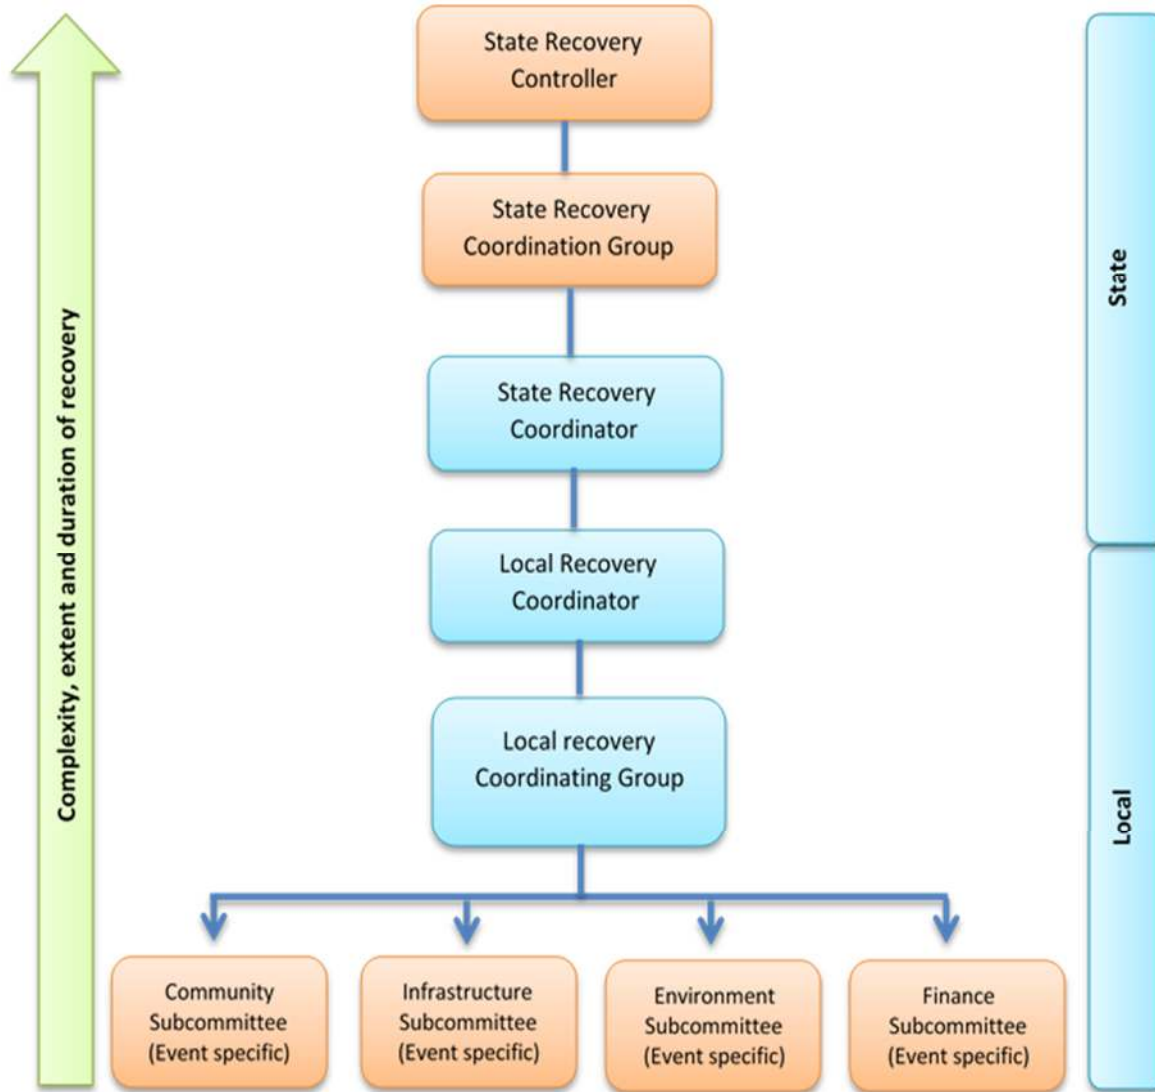 State Recovery
Controller
State Recovery
Coordination Group
State Recovery
Coordinator
Local Recovery
Coordinator
Local recovery
Coordinating Group
Community
Subcommittee
(Event specific)
Infrastructure
Subcommittee
(Event specific)
Environment
Subcommittee
(Event specific)
Finance
Subcommittee
(Event specific)
Complexity, extent and duration of recovery
State
Local